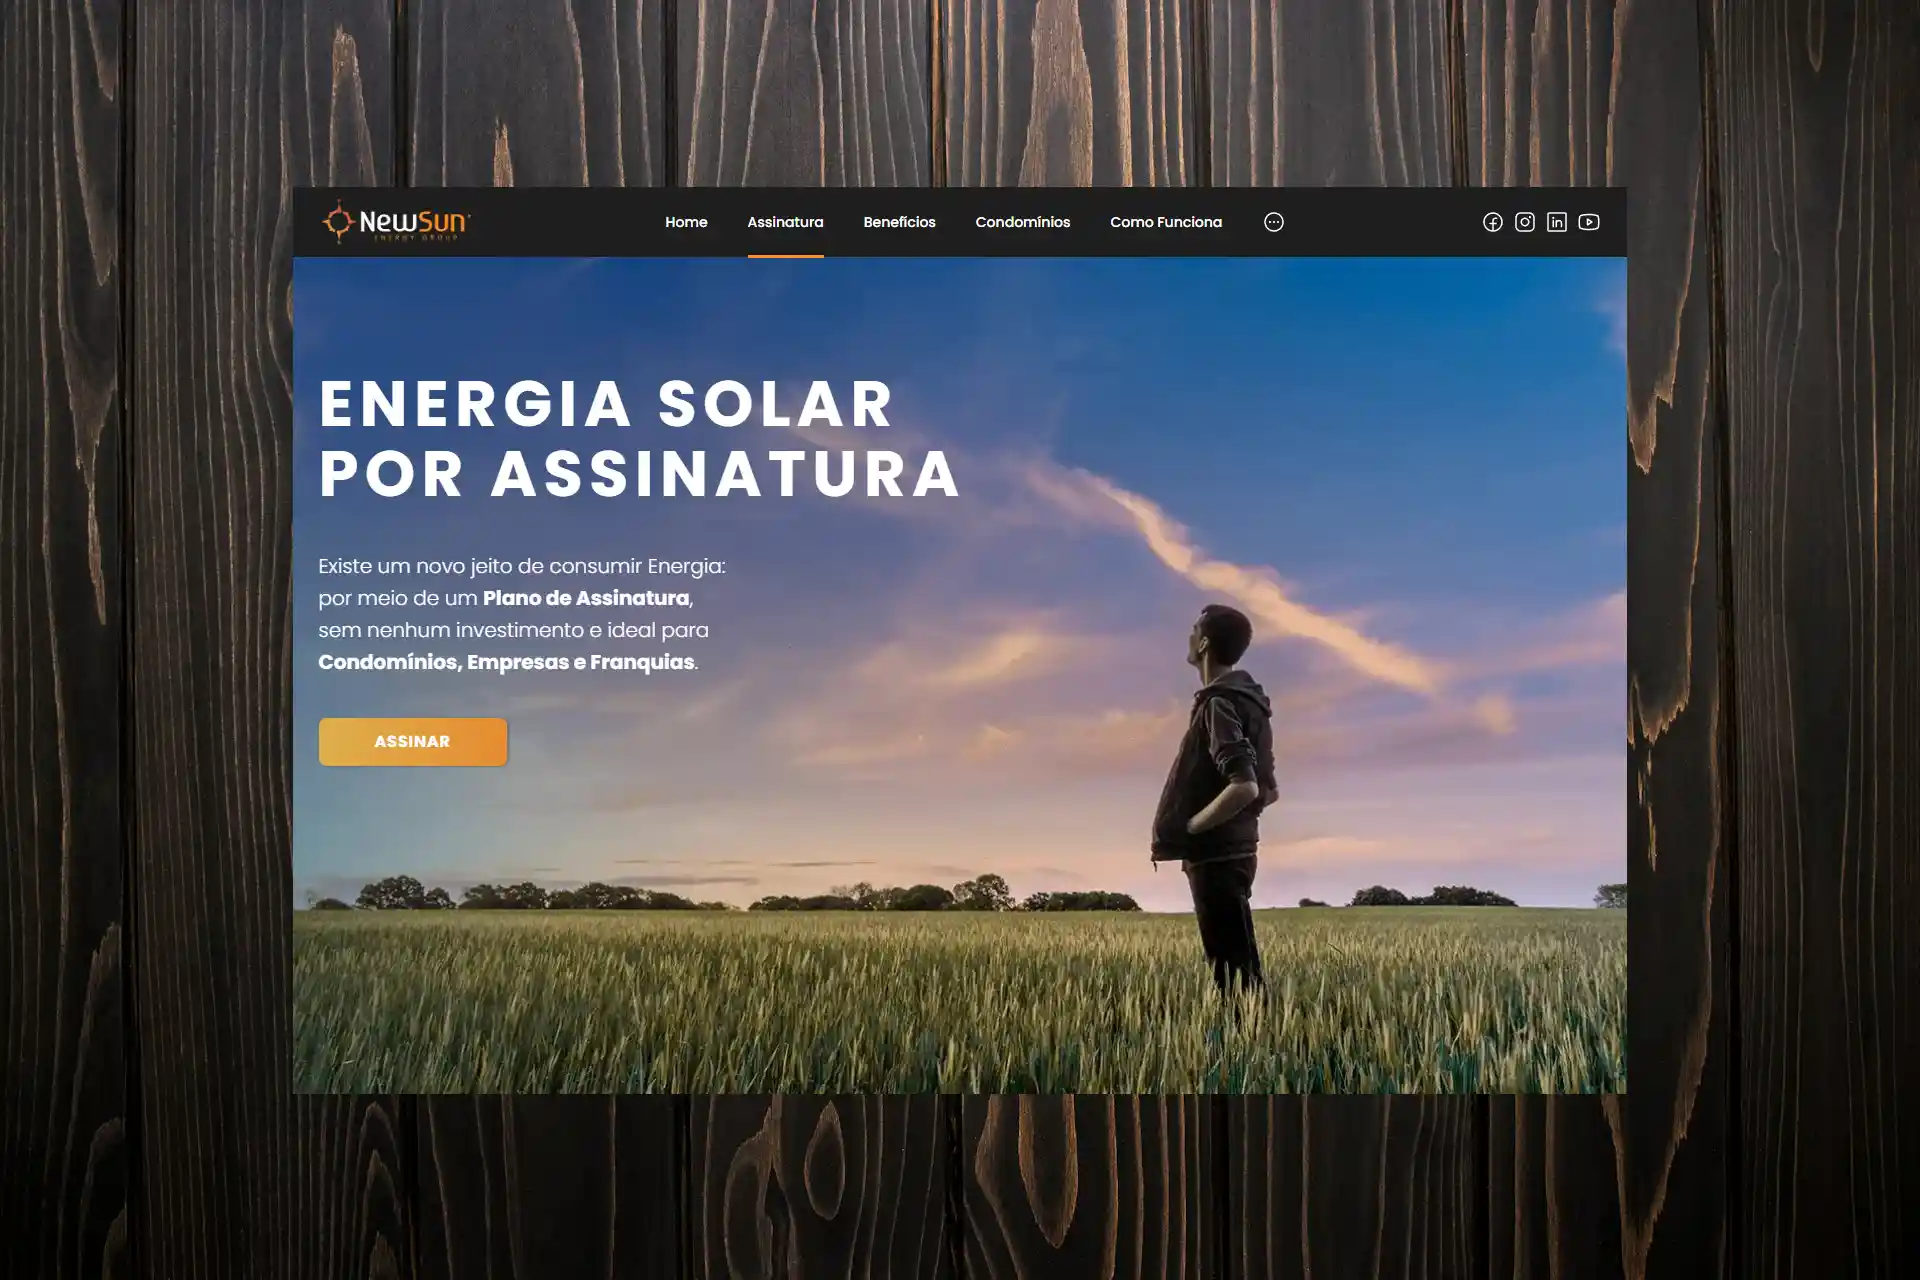 NewSun
ENERGY GROUP
Home
Assinatura
Benefícios
Condomínios
Como Funciona
ENERGIA SOLAR
POR ASSINATURA
Existe um novo jeito de consumir Energia:
por meio de um Plano de Assinatura,
sem nenhum investimento e ideal para
Condomínios, Empresas e Franquias.
ASSINAR